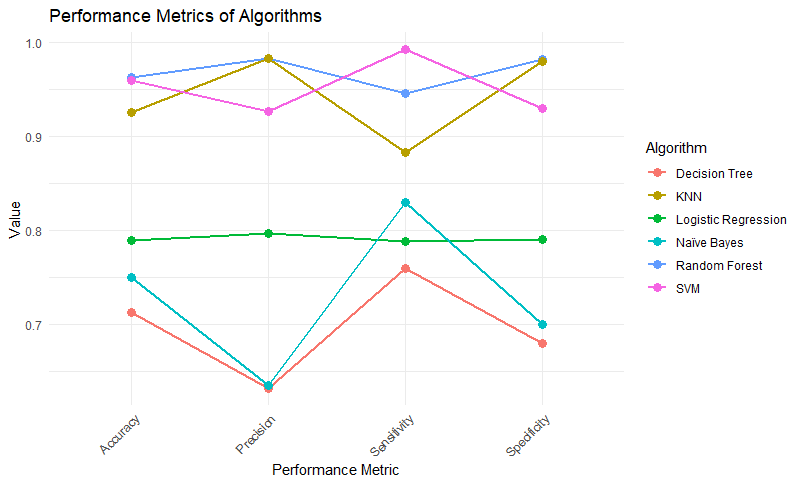 Performance Metrics of Algorithms
1.0
0.9
0.8
0.7
Value
Accuracy
Precision
Sensitivity
Specificity
Performance Metric
Algorithm
Decision Tree
KNN
Logistic Regression
Naïve Bayes
Random Forest
SVM